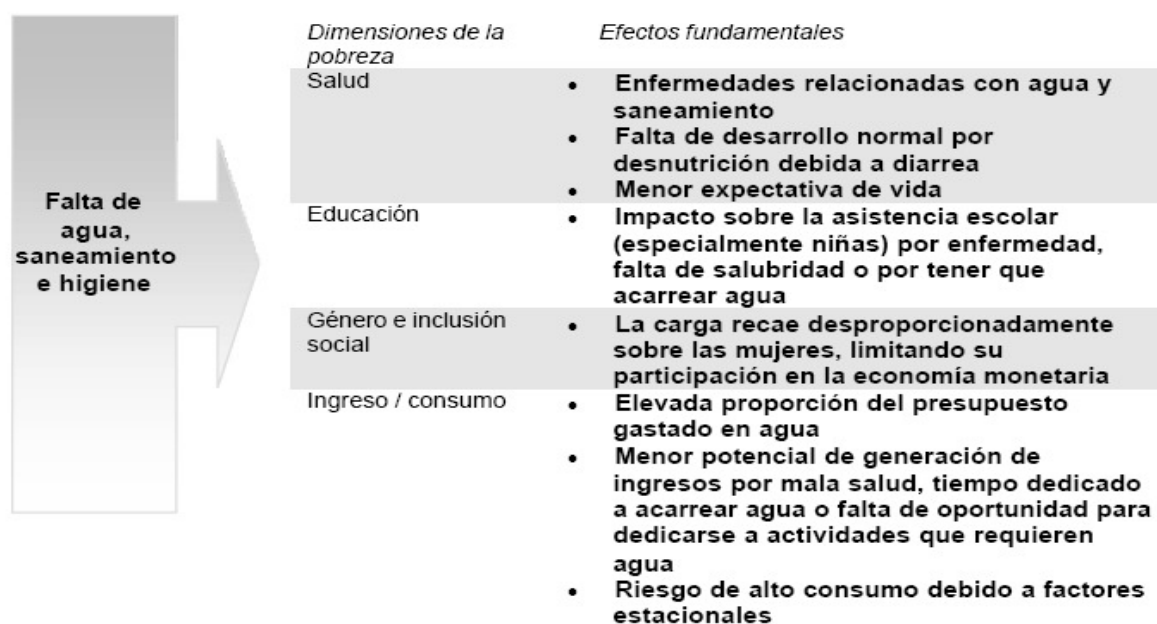 Falta de
agua,
saneamiento
e higiene
Dimensiones de la
pobreza
Efectos fundamentales
Salud
• Enfermedades relacionadas con agua y
saneamiento
• Falta de desarrollo normal por
desnutrición debida a diarrea
• Menor expectativa de vida
Educación
• Impacto sobre la asistencia escolar
(especialmente niñas) por enfermedad,
falta de salubridad o por tener que
acarrear agua
Género e inclusión
social
• La carga recae desproporcionadamente
sobre las mujeres, limitando su
participación en la economía monetaria
Ingreso / consumo
• Elevada proporción del presupuesto
gastado en agua
• Menor potencial de generación de
ingresos por mala salud, tiempo dedicado
a acarrear agua o falta de oportunidad para
dedicarse a actividades que requieren
agua
• Riesgo de alto consumo debido a factores
estacionales